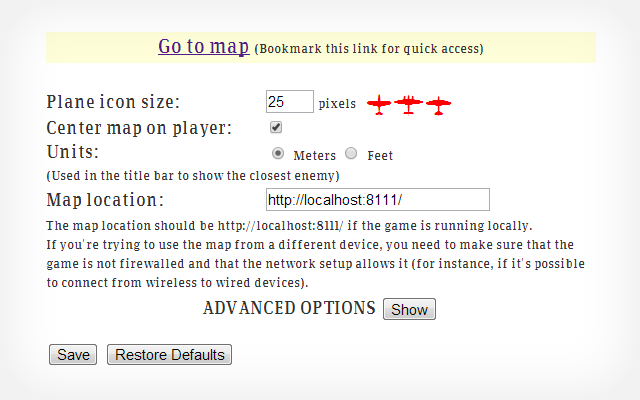 Go to map (Bookmark this link for quick access)
Plane icon size: 25 pixels
Center map on player:
Units: Meters Feet
(Used in the title bar to show the closest enemy)
Map location: http://localhost:8111/
The map location should be http://localhost:8111/ if the game is running locally.
If you're trying to use the map from a different device, you need to make sure that the
game is not firewalled and that the network setup allows it (for instance, if it's possible
to connect from wireless to wired devices).
ADVANCED OPTIONS Show
Save Restore Defaults